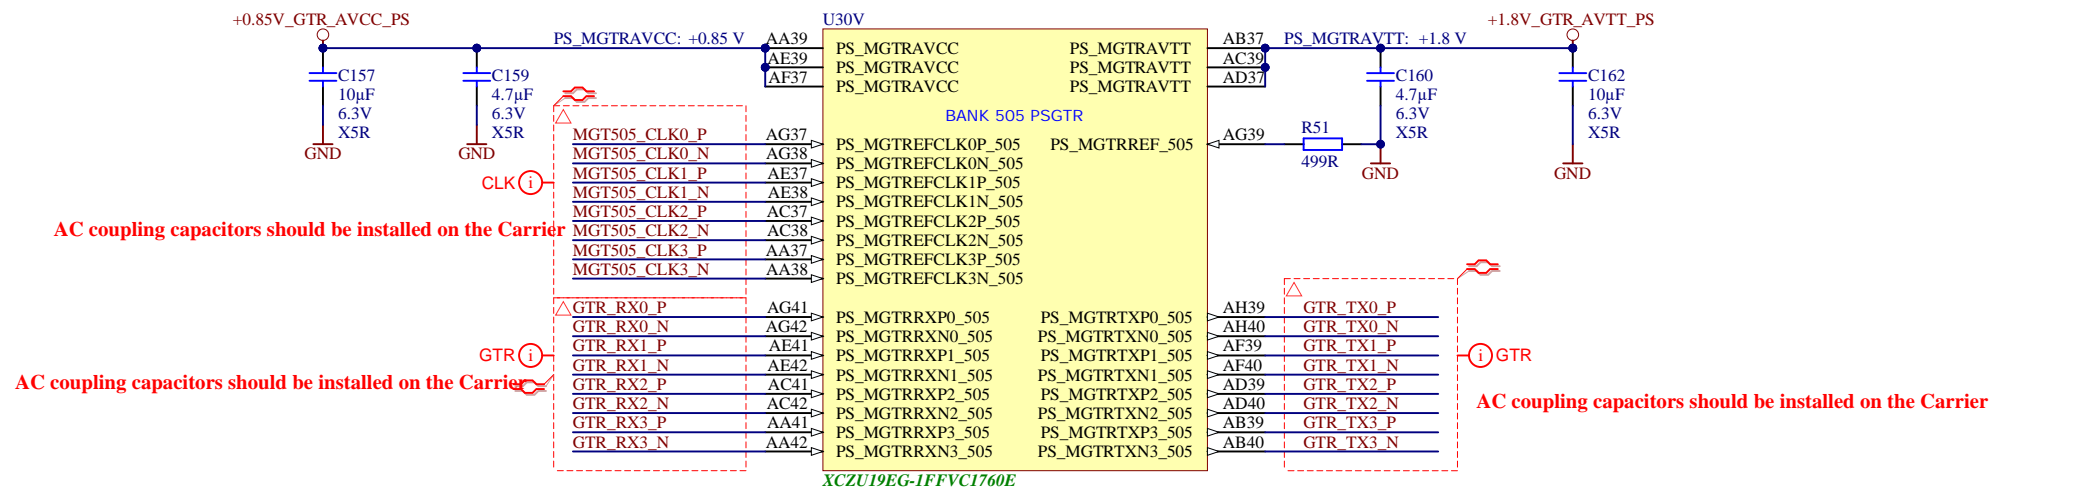 +0.85V_GTR_AVCC_PS
U30V
+1.8V_GTR_AVTT_PS
PS_MGTRAVCC: +0.85 V
AA39 PS_MGTRAVCC
AE39 PS_MGTRAVCC
AF37 PS_MGTRAVCC
PS_MGTRAVTT AB37
PS_MGTRAVTT AC39
PS_MGTRAVTT AD37
PS_MGTRAVTT: +1.8 V
C157
10µF
6.3V
X5R
GND
C159
4.7µF
6.3V
X5R
GND
C160
4.7µF
6.3V
X5R
GND
C162
10µF
6.3V
X5R
GND
BANK 505 PSGTR
PS_MGTRREF_505 AG39
R51
499R
MGT505_CLK0_P AG37 PS_MGTREFCLK0P_505
MGT505_CLK0_N AG38 PS_MGTREFCLK0N_505
MGT505_CLK1_P AE37 PS_MGTREFCLK1P_505
MGT505_CLK1_N AE38 PS_MGTREFCLK1N_505
MGT505_CLK2_P AC37 PS_MGTREFCLK2P_505
MGT505_CLK2_N AC38 PS_MGTREFCLK2N_505
MGT505_CLK3_P AA37 PS_MGTREFCLK3P_505
MGT505_CLK3_N AA38 PS_MGTREFCLK3N_505
CLK i
AC coupling capacitors should be installed on the Carrier
GTR_RX0_P AG41 PS_MGTRRXP0_505
GTR_RX0_N AG42 PS_MGTRRXN0_505
GTR_RX1_P AE41 PS_MGTRRXP1_505
GTR_RX1_N AE42 PS_MGTRRXN1_505
GTR_RX2_P AC41 PS_MGTRRXP2_505
GTR_RX2_N AC42 PS_MGTRRXN2_505
GTR_RX3_P AA41 PS_MGTRRXP3_505
GTR_RX3_N AA42 PS_MGTRRXN3_505
GTR i
AC coupling capacitors should be installed on the Carrier
PS_MGTRTXP0_505 AH39 GTR_TX0_P
PS_MGTRTXN0_505 AH40 GTR_TX0_N
PS_MGTRTXP1_505 AF39 GTR_TX1_P
PS_MGTRTXN1_505 AF40 GTR_TX1_N
PS_MGTRTXP2_505 AD39 GTR_TX2_P
PS_MGTRTXN2_505 AD40 GTR_TX2_N
PS_MGTRTXP3_505 AB39 GTR_TX3_P
PS_MGTRTXN3_505 AB40 GTR_TX3_N
i GTR
AC coupling capacitors should be installed on the Carrier
XCZU19EG-1FFVC1760E